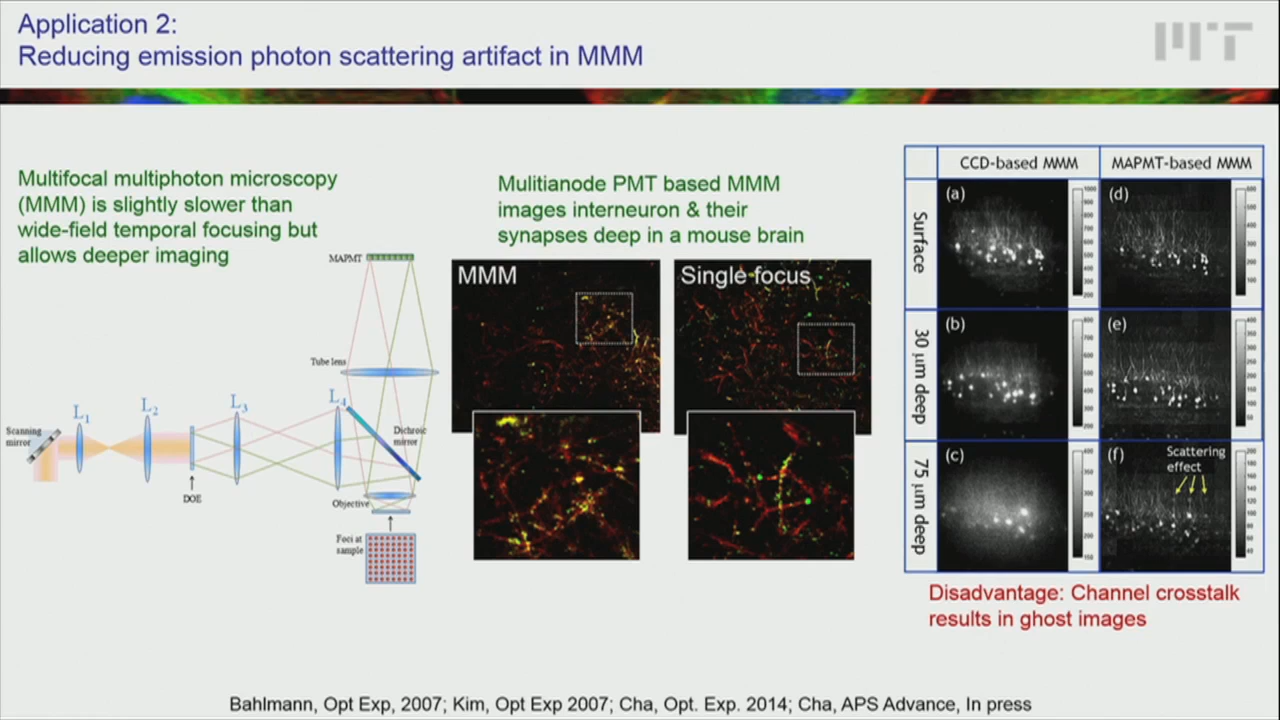 Application 2:
Reducing emission photon scattering artifact in MMM
MIT
Multifocal multiphoton microscopy
(MMM) is slightly slower than
wide-field temporal focusing but
allows deeper imaging
MAPMT
Tube lens
L1
L2
L3
L4
Scanning
mirror
Dichroic
mirror
DOE
Objective
Foci at
sample
Mulitianode PMT based MMM
images interneuron & their
synapses deep in a mouse brain
MMM
Single focus
CCD-based MMM
MAPMT-based MMM
Surface
(a)
(d)
30 μm deep
(b)
(e)
75 μm deep
(c)
(f)
Scattering
effect
Disadvantage: Channel crosstalk
results in ghost images
Bahlmann, Opt Exp, 2007; Kim, Opt Exp 2007; Cha, Opt. Exp. 2014; Cha, APS Advance, In press